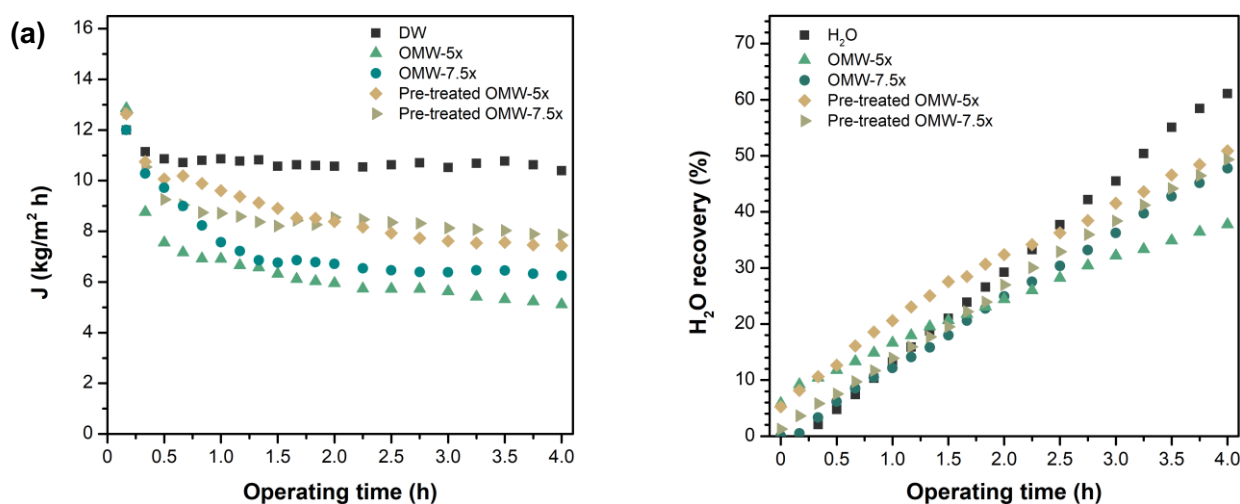 (a)
J (kg/m² h)
16
14
12
10
8
6
4
2
0
DW
OMW-5x
OMW-7.5x
Pre-treated OMW-5x
Pre-treated OMW-7.5x
0 0.5 1.0 1.5 2.0 2.5 3.0 3.5 4.0
Operating time (h)
H₂O recovery (%)
70
60
50
40
30
20
10
0
H₂O
OMW-5x
OMW-7.5x
Pre-treated OMW-5x
Pre-treated OMW-7.5x
0 0.5 1.0 1.5 2.0 2.5 3.0 3.5 4.0
Operating time (h)